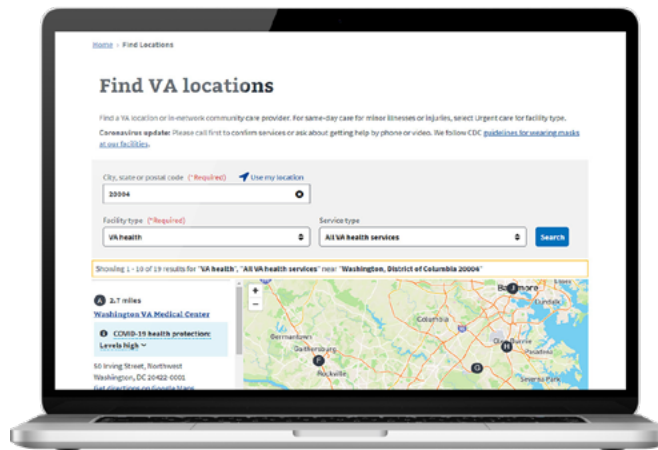 Home › Find Locations
Find VA locations
Find a VA location or in-network community care provider. For same-day care for minor illnesses or injuries, select Urgent care for facility type.
Coronavirus update: Please call first to confirm services or ask about getting help by phone or video. We follow CDC guidelines for wearing masks
at our facilities.
City, state or postal code (*Required) Use my location
20004
Facility type (*Required) Service type
VA health All VA health services Search
Showing 1 - 10 of 19 results for "VA health", "All VA health services" near "Washington, District of Columbia 20004"
A 2.7 miles
Washington VA Medical Center
COVID-19 health protection:
Levels high
50 Irving Street, Northwest
Washington, DC 20422-0001
Get directions on Google Maps
+
−
Baltimore
J
Dundalk
Columbia
Germantown
Gaithersburg
Glen Burnie
H
Pasadena
F
Rockville
G
Severna Park